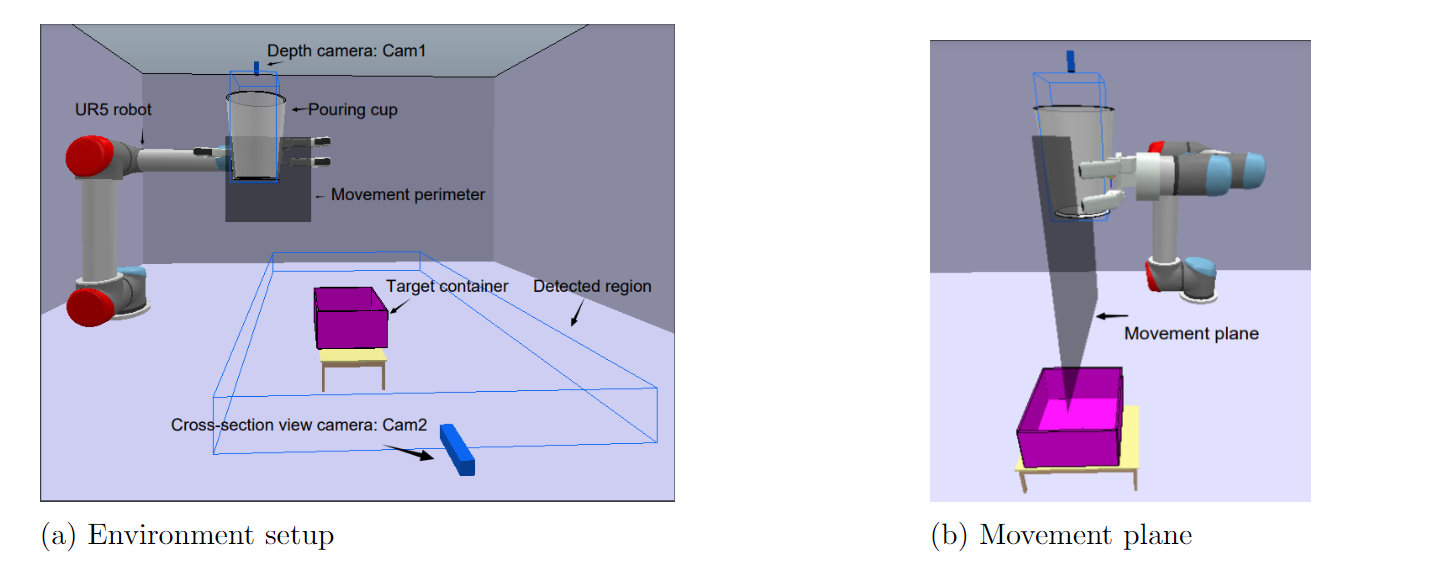 Depth camera: Cam1
UR5 robot
Pouring cup
Movement perimeter
Target container
Detected region
Cross-section view camera: Cam2
(a) Environment setup
Movement plane
(b) Movement plane